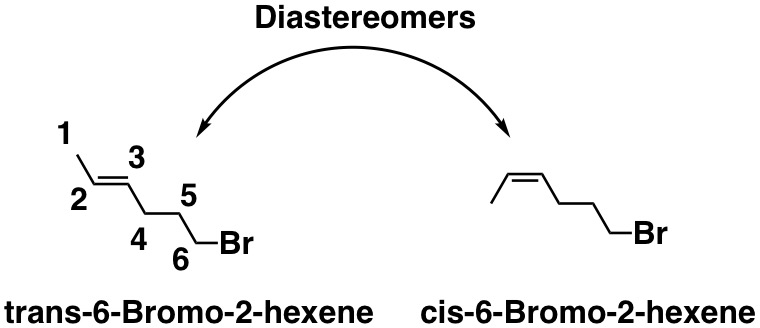 Diastereomers
1
3
2
5
4
6
Br
Br
trans-6-Bromo-2-hexene
cis-6-Bromo-2-hexene